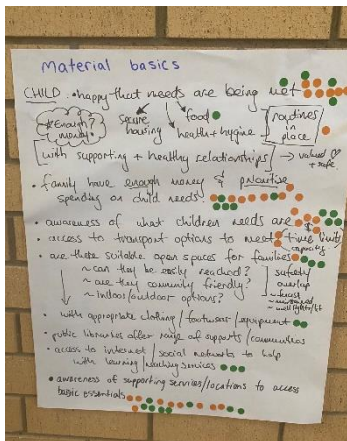 Material basics
CHILD • happy that needs are being met
* Enough money?
secure housing
food
health + hygine
routines in place
with supporting + healthy relationships → valued + safe
• family have enough money & prioritise
spending on child needs.
• awareness of what children needs are
• access to transport options to meet time limits
capacity
• are there suitable open spaces for families
~ can they be easily reached?
~ are they community friendly?
~ indoor/outdoor options?
safety
overlap
~ maintained
• with appropriate clothing / footwear / equipment
• public libraries offer range of supports / communities
• access to internet / social networks to help
with learning / services
• awareness of supporting services/locations to access
basic essentials